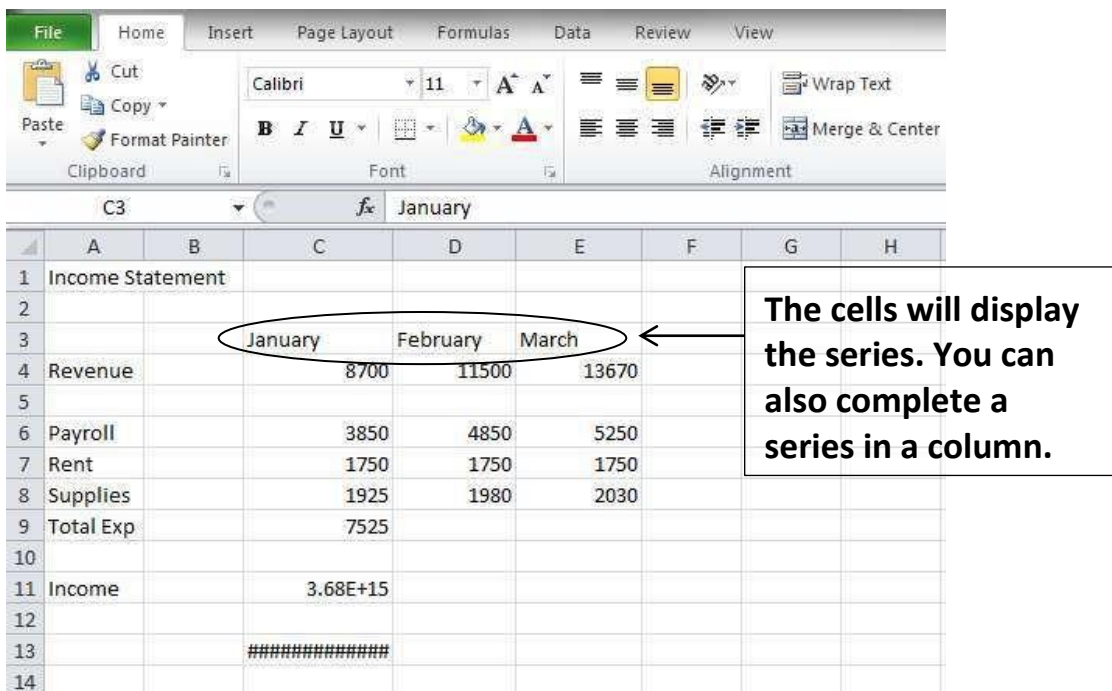 File Home Insert Page Layout Formulas Data Review View
Cut
Copy
Format Painter
Paste
Clipboard
Calibri 11 A A
B I U A
Font
Wrap Text
Merge & Center
Alignment
C3 fx January
A B C D E F G H
1 Income Statement
2
3 January February March
4 Revenue 8700 11500 13670
5
6 Payroll 3850 4850 5250
7 Rent 1750 1750 1750
8 Supplies 1925 1980 2030
9 Total Exp 7525
10
11 Income 3.68E+15
12
13 #############
14
The cells will display
the series. You can
also complete a
series in a column.